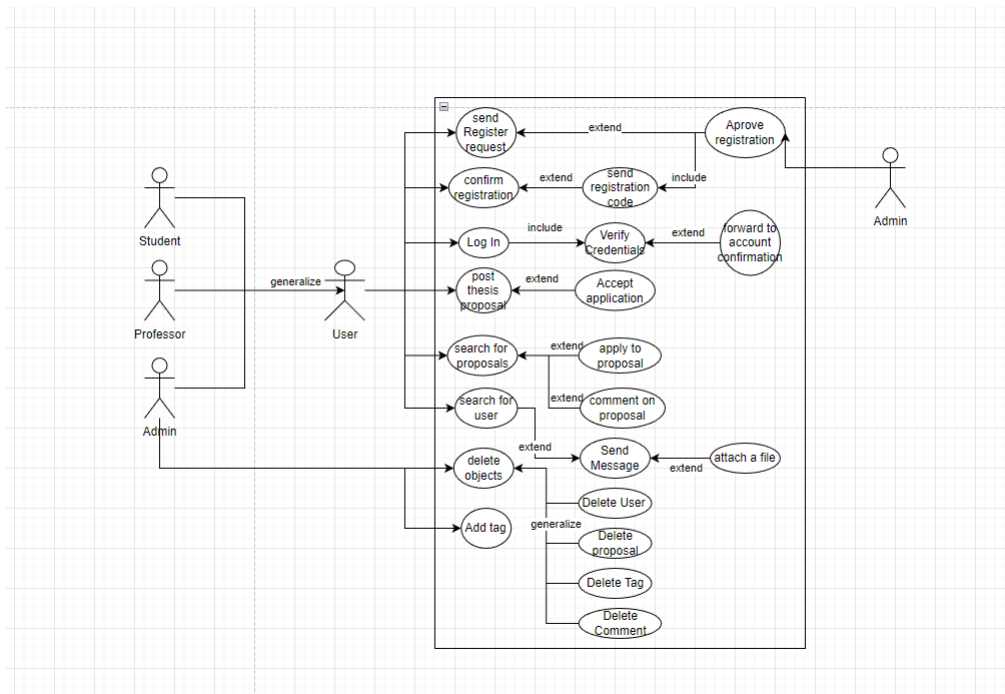 send
Register
request
extend
Aprove
registration
confirm
registration
extend
send
registration
code
include
Admin
Student
Log In
include
Verify
Credentials
extend
forward to
account
confirmation
generalize
post
thesis
proposal
extend
Accept
application
Professor
User
search for
proposals
extend
apply to
proposal
search for
user
extend
comment on
proposal
Admin
extend
Send
Message
extend
attach a file
delete
objects
Delete User
generalize
Add tag
Delete
proposal
Delete Tag
Delete
Comment